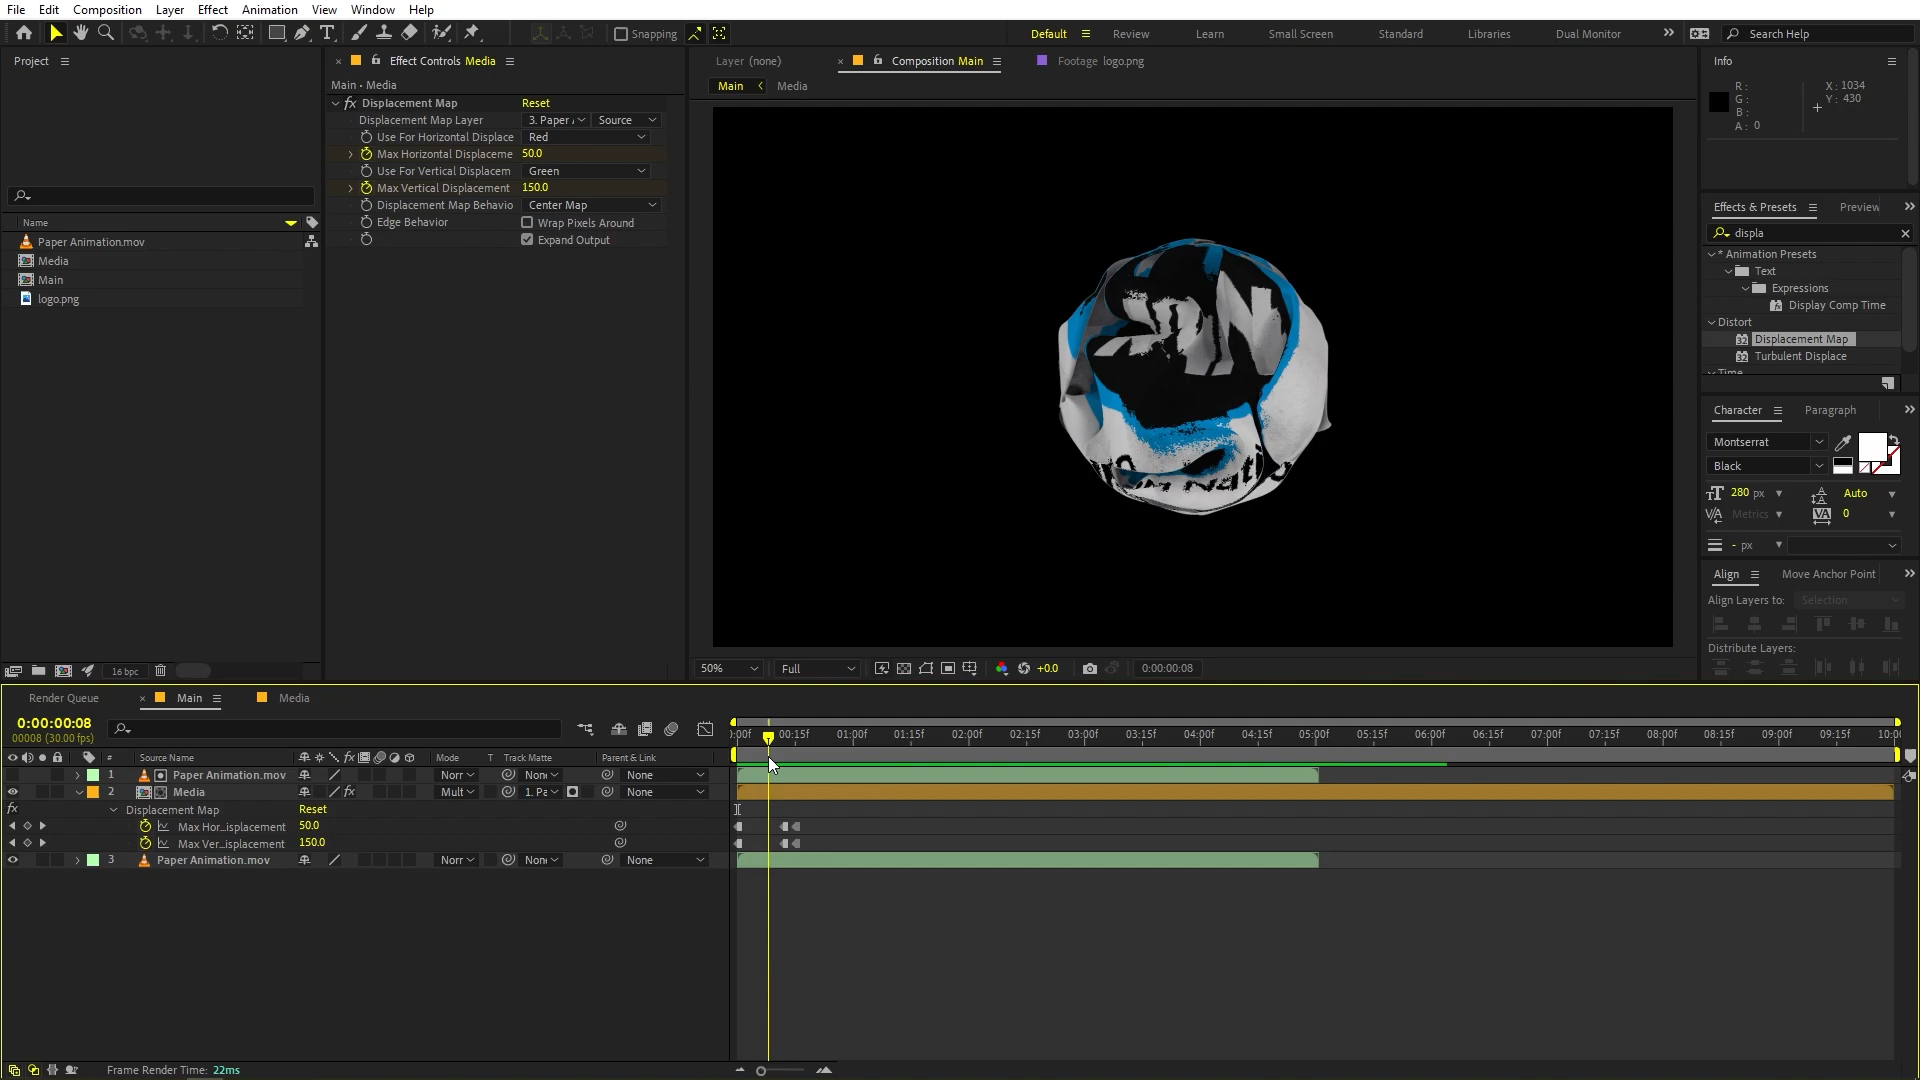 File Edit Composition Layer Effect Animation View Window Help
Snapping
Default Review Learn Small Screen Standard Libraries Dual Monitor Search Help
Project
Effect Controls Media
Layer (none)
Composition Main
Footage logo.png
Info
Main • Media
Main Media
R :
G :
B :
A : 0
X : 1034
Y : 430
Displacement Map Reset
Displacement Map Layer 3. Paper Source
Use For Horizontal Displace Red
Max Horizontal Displaceme 50.0
Use For Vertical Displacem Green
Max Vertical Displacement 150.0
Displacement Map Behavio Center Map
Edge Behavior Wrap Pixels Around
Expand Output
Name
Paper Animation.mov
Media
Main
logo.png
Effects & Presets Preview
displa
* Animation Presets
Text
Expressions
Display Comp Time
Distort
Displacement Map
Turbulent Displace
Time
Character Paragraph
Montserrat
Black
280 px Auto
Metrics 0
- px
Align Move Anchor Point
Align Layers to: Selection
Distribute Layers:
16 bpc
50% Full +0.0 0:00:00:08
Render Queue Main Media
0:00:00:08
00008 (30.00 fps)
:00f 00:15f 01:00f 01:15f 02:00f 02:15f 03:00f 03:15f 04:00f 04:15f 05:00f 05:15f 06:00f 06:15f 07:00f 07:15f 08:00f 08:15f 09:00f 09:15f 10:00
# Source Name Mode T Track Matte Parent & Link
1 Paper Animation.mov Norr None None
2 Media Mult 1. Pa None
Displacement Map Reset
Max Hor...isplacement 50.0
Max Ver...isplacement 150.0
3 Paper Animation.mov Norr None None
Frame Render Time: 22ms